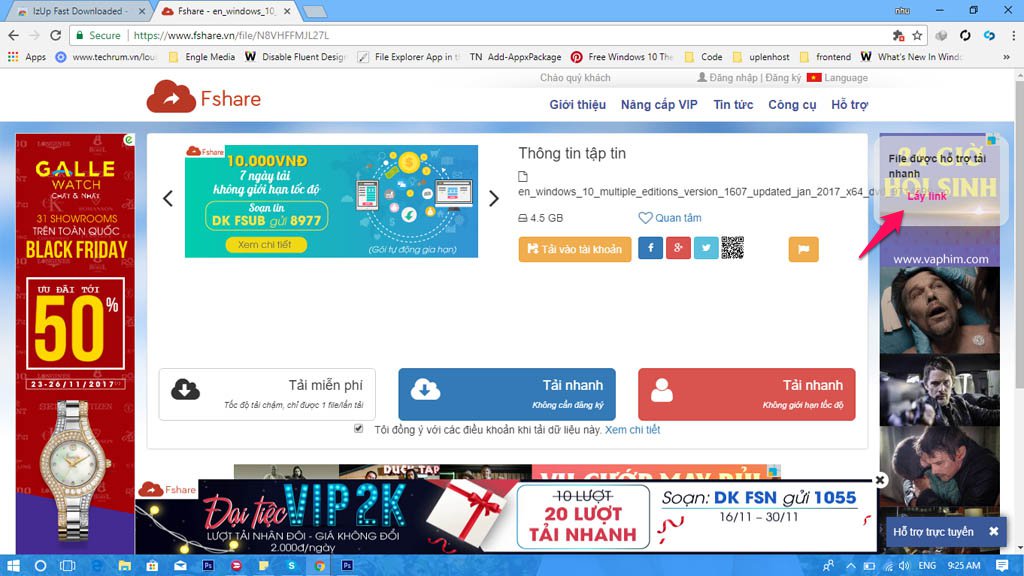 IzUp Fast Downloaded -
Fshare - en_windows_10_
nhu
Secure
https://www.fshare.vn/file/N8VHFFMJL27L
Apps
www.techrum.vn/loui
Engle Media
Disable Fluent Design
File Explorer App in t
TN Add-AppxPackage
Free Windows 10 The
Code
uplenhost
frontend
What's New In Windo
Chào quý khách
Đăng nhập | Đăng ký
Language
Fshare
Giới thiệu
Nâng cấp VIP
Tin tức
Công cụ
Hỗ trợ
GALLE
WATCH
CHẤT & NHẤT
31 SHOWROOMS
TRÊN TOÀN QUỐC
BLACK FRIDAY
ƯU ĐÃI TỚI
50%
23-26/11/2017
Fshare
10.000VNĐ
7 ngày tải
không giới hạn tốc độ
Soạn tin
DK FSUB gửi 8977
Xem chi tiết
(Gói tự động gia hạn)
Thông tin tập tin
en_windows_10_multiple_editions_version_1607_updated_jan_2017_x64_dv
4.5 GB
Quan tâm
Tải vào tài khoản
File được hỗ trợ tải
nhanh
Lấy link
24 GIỜ
HỒI SINH
www.vaphim.com
Tải miễn phí
Tốc độ tải chậm, chỉ được 1 file/lần tải
Tải nhanh
Không cần đăng ký
Tải nhanh
Không giới hạn tốc độ
Tôi đồng ý với các điều khoản khi tải dữ liệu này. Xem chi tiết
DUCK-TAP
VỤ CƯỚP MAY RỦI
Fshare
Đại tiệc VIP2K
LƯỢT TẢI NHÂN ĐÔI - GIÁ KHÔNG ĐỔI
2.000đ/ngày
10 LƯỢT
20 LƯỢT
TẢI NHANH
Soạn: DK FSN gửi 1055
16/11 – 30/11
Hỗ trợ trực tuyến
ENG
9:25 AM